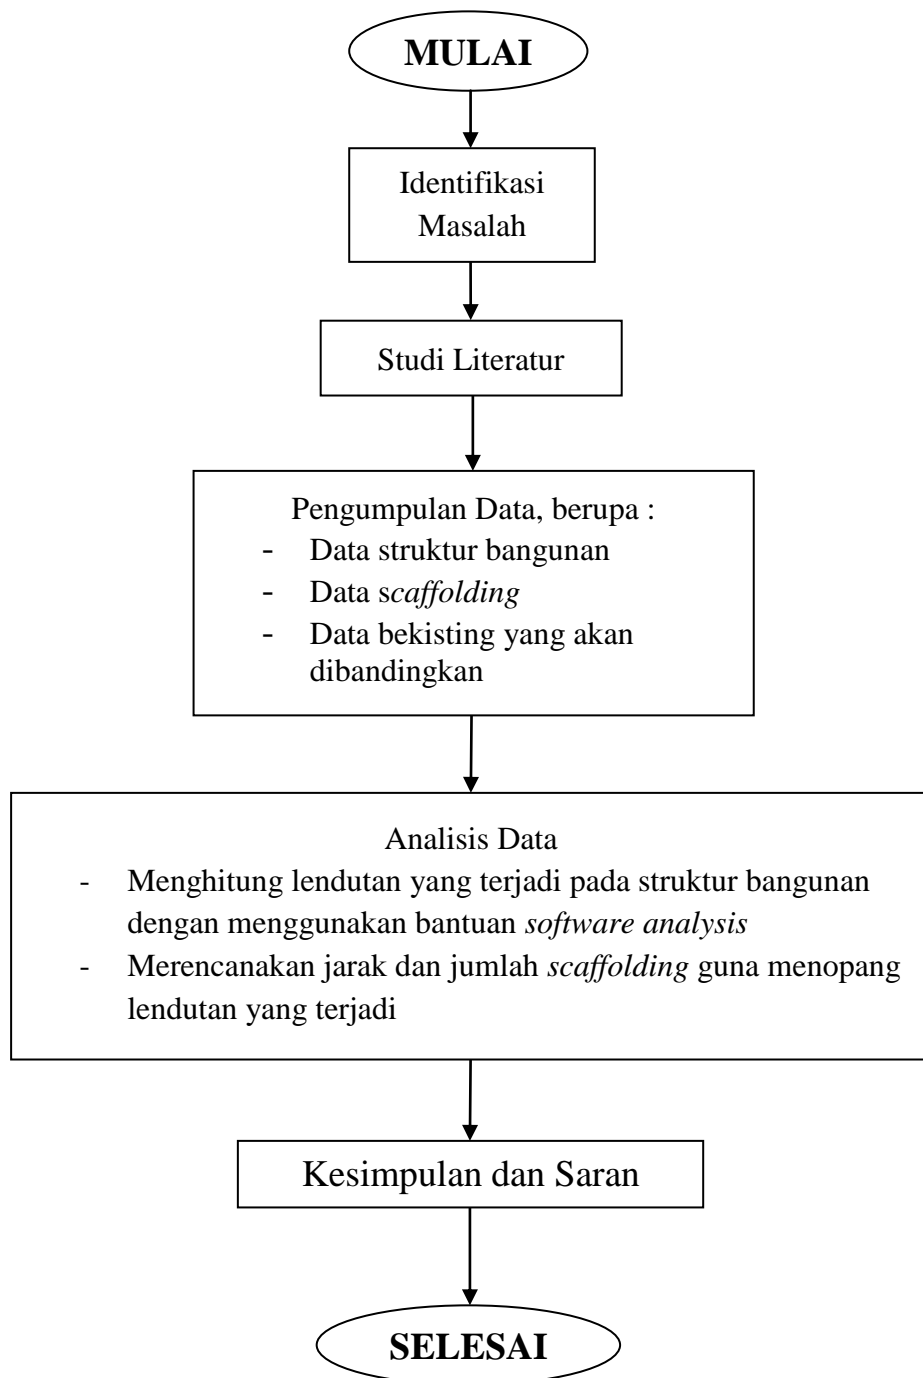 MULAI
Identifikasi
Masalah
Studi Literatur
Pengumpulan Data, berupa :
- Data struktur bangunan
- Data scaffolding
- Data bekisting yang akan
dibandingkan
Analisis Data
- Menghitung lendutan yang terjadi pada struktur bangunan
dengan menggunakan bantuan software analysis
- Merencanakan jarak dan jumlah scaffolding guna menopang
lendutan yang terjadi
Kesimpulan dan Saran
SELESAI